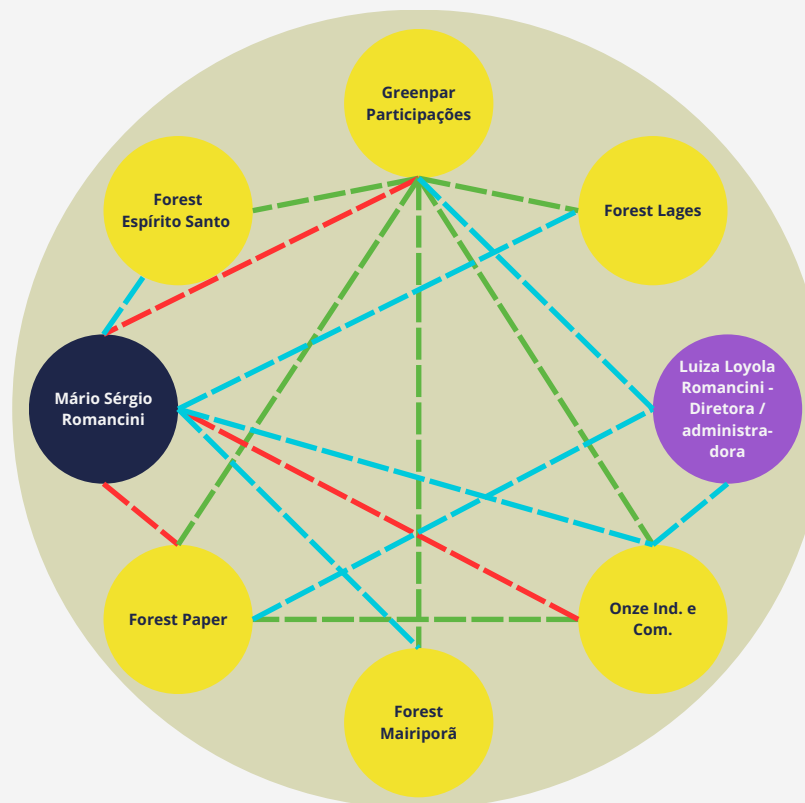 Greenpar
Participações
Forest
Espírito Santo
Forest Lages
Mário Sérgio
Romancini
Luiza Loyola
Romancini -
Diretora /
administra-
dora
Forest Paper
Onze Ind. e
Com.
Forest
Mairiporã